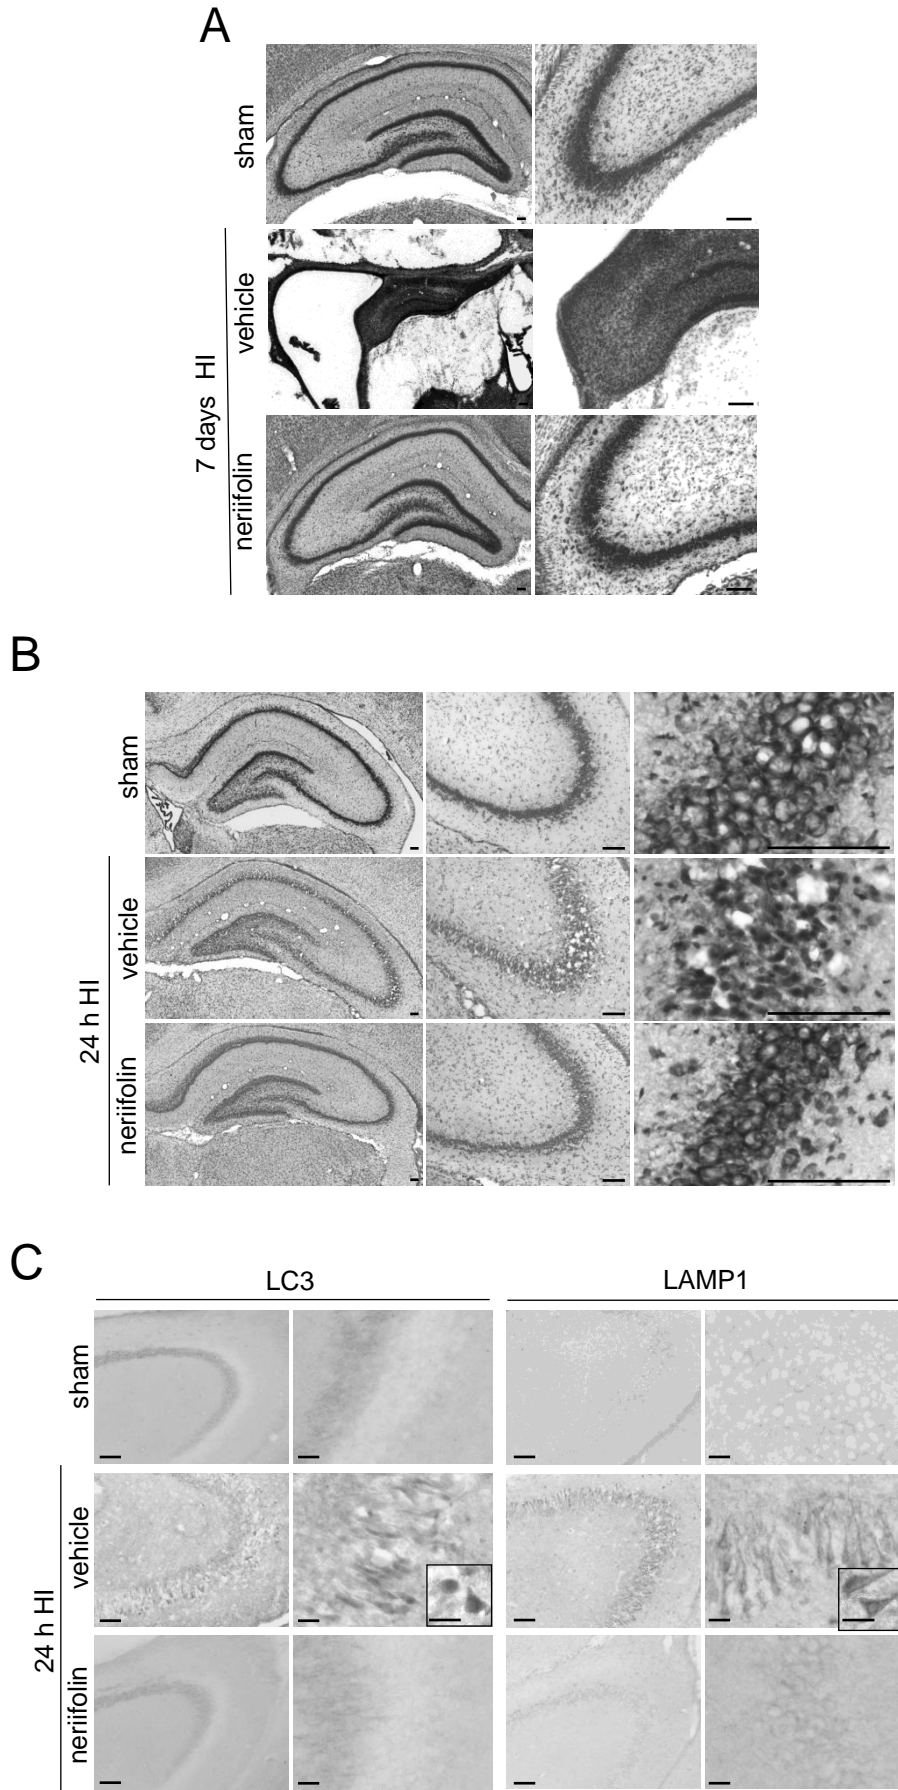 A
sham
vehicle
neriifolin
7 days HI
B
sham
vehicle
neriifolin
24 h HI
C
LC3
LAMP1
sham
vehicle
neriifolin
24 h HI